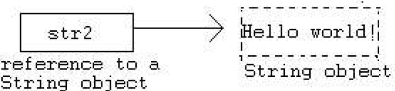 str2
Hello world!
reference to a
String object
String object